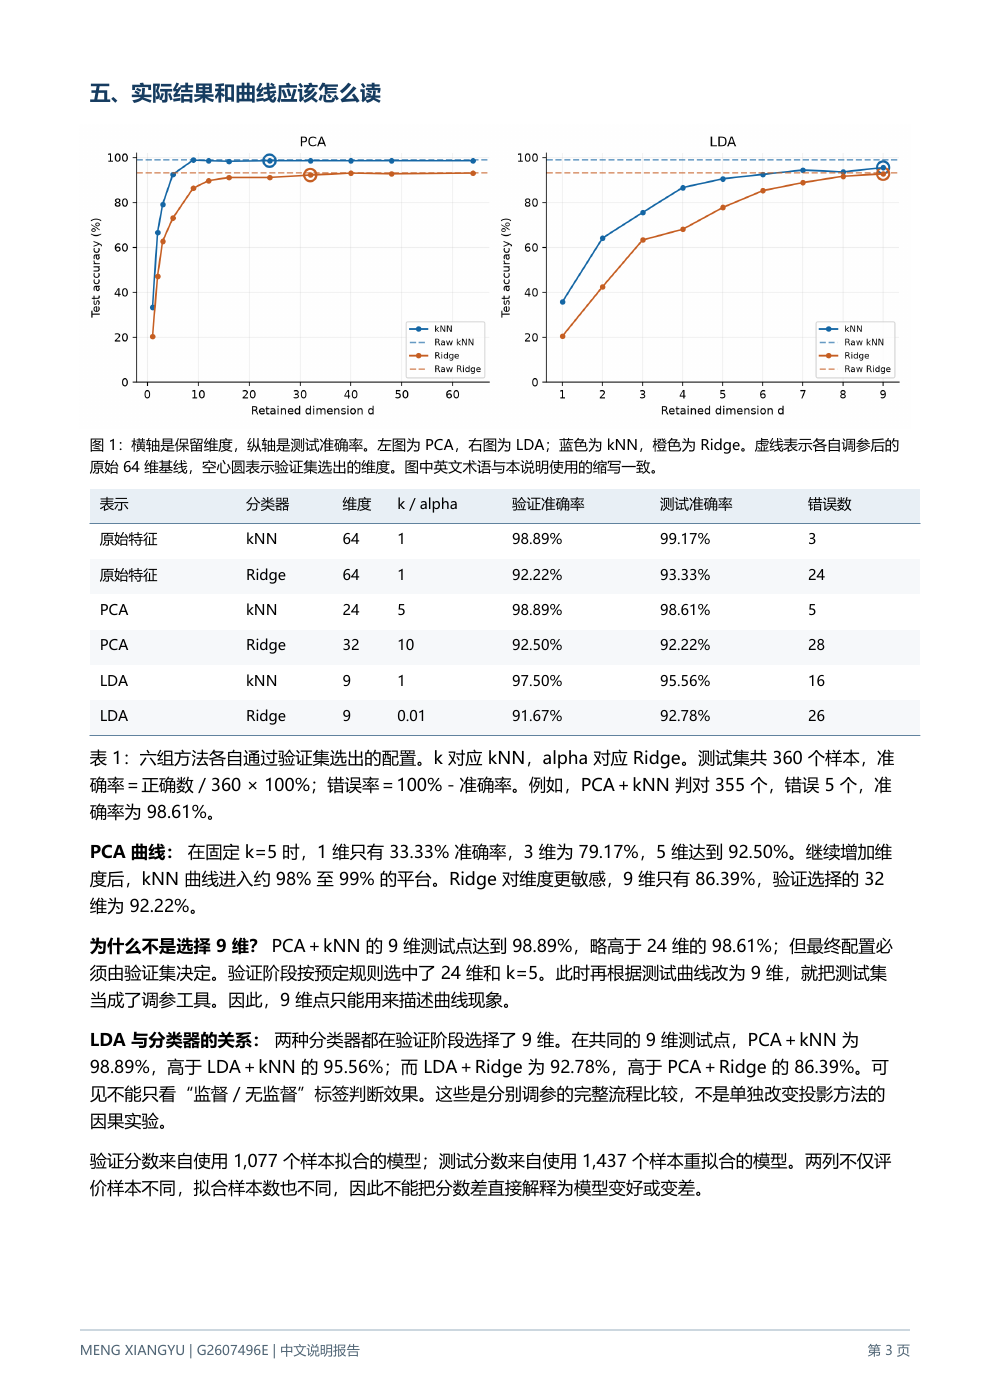 五、实际结果和曲线应该怎么读
PCA
Test accuracy (%)
100
80
60
40
20
0
0 10 20 30 40 50 60
Retained dimension d
kNN
Raw kNN
Ridge
Raw Ridge
LDA
Test accuracy (%)
100
80
60
40
20
0
1 2 3 4 5 6 7 8 9
Retained dimension d
kNN
Raw kNN
Ridge
Raw Ridge
图 1：横轴是保留维度，纵轴是测试准确率。左图为 PCA，右图为 LDA；蓝色为 kNN，橙色为 Ridge。虚线表示各自调参后的
原始 64 维基线，空心圆表示验证集选出的维度。图中英文术语与本说明使用的缩写一致。
表示 分类器 维度 k / alpha 验证准确率 测试准确率 错误数
原始特征 kNN 64 1 98.89% 99.17% 3
原始特征 Ridge 64 1 92.22% 93.33% 24
PCA kNN 24 5 98.89% 98.61% 5
PCA Ridge 32 10 92.50% 92.22% 28
LDA kNN 9 1 97.50% 95.56% 16
LDA Ridge 9 0.01 91.67% 92.78% 26
表 1：六组方法各自通过验证集选出的配置。k 对应 kNN，alpha 对应 Ridge。测试集共 360 个样本，准
确率＝正确数 / 360 × 100%；错误率＝100% - 准确率。例如，PCA＋kNN 判对 355 个，错误 5 个，准
确率为 98.61%。
PCA 曲线： 在固定 k=5 时，1 维只有 33.33% 准确率，3 维为 79.17%，5 维达到 92.50%。继续增加维
度后，kNN 曲线进入约 98% 至 99% 的平台。Ridge 对维度更敏感，9 维只有 86.39%，验证选择的 32
维为 92.22%。
为什么不是选择 9 维？ PCA＋kNN 的 9 维测试点达到 98.89%，略高于 24 维的 98.61%；但最终配置必
须由验证集决定。验证阶段按预定规则选中了 24 维和 k=5。此时再根据测试曲线改为 9 维，就把测试集
当成了调参工具。因此，9 维点只能用来描述曲线现象。
LDA 与分类器的关系： 两种分类器都在验证阶段选择了 9 维。在共同的 9 维测试点，PCA＋kNN 为
98.89%，高于 LDA＋kNN 的 95.56%；而 LDA＋Ridge 为 92.78%，高于 PCA＋Ridge 的 86.39%。可
见不能只看“监督 / 无监督”标签判断效果。这些是分别调参的完整流程比较，不是单独改变投影方法的
因果实验。
验证分数来自使用 1,077 个样本拟合的模型；测试分数来自使用 1,437 个样本重拟合的模型。两列不仅评
价样本不同，拟合样本数也不同，因此不能把分数差直接解释为模型变好或变差。
MENG XIANGYU | G2607496E | 中文说明报告
第 3 页